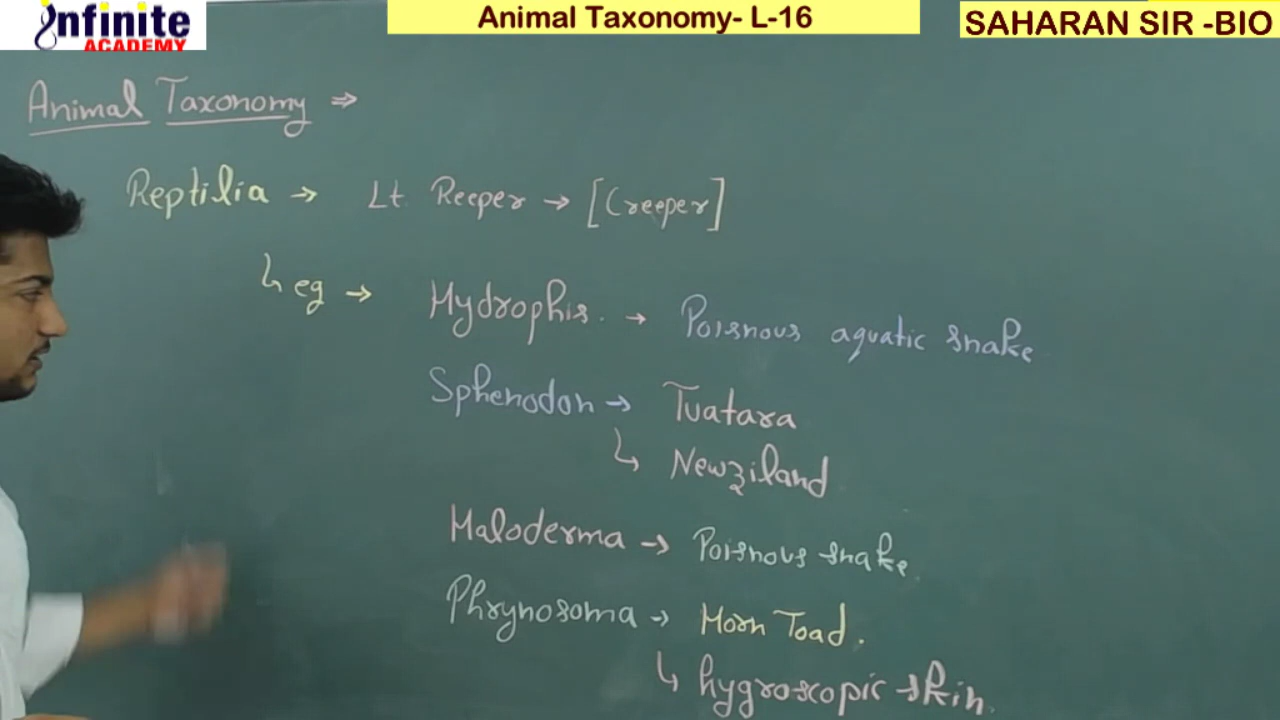 infinite
ACADEMY
Animal Taxonomy- L-16
SAHARAN SIR -BIO
Animal Taxonomy ⇒
Reptilia → Lt. Reeper → [Creeper]
↳ eg → Hydrophis. → Poisnous aquatic snake
Sphenodon → Tuatara
↳ Newziland
Haloderma → Poisnous snake.
Phrynosoma → Horn Toad.
↳ hygroscopic skin.